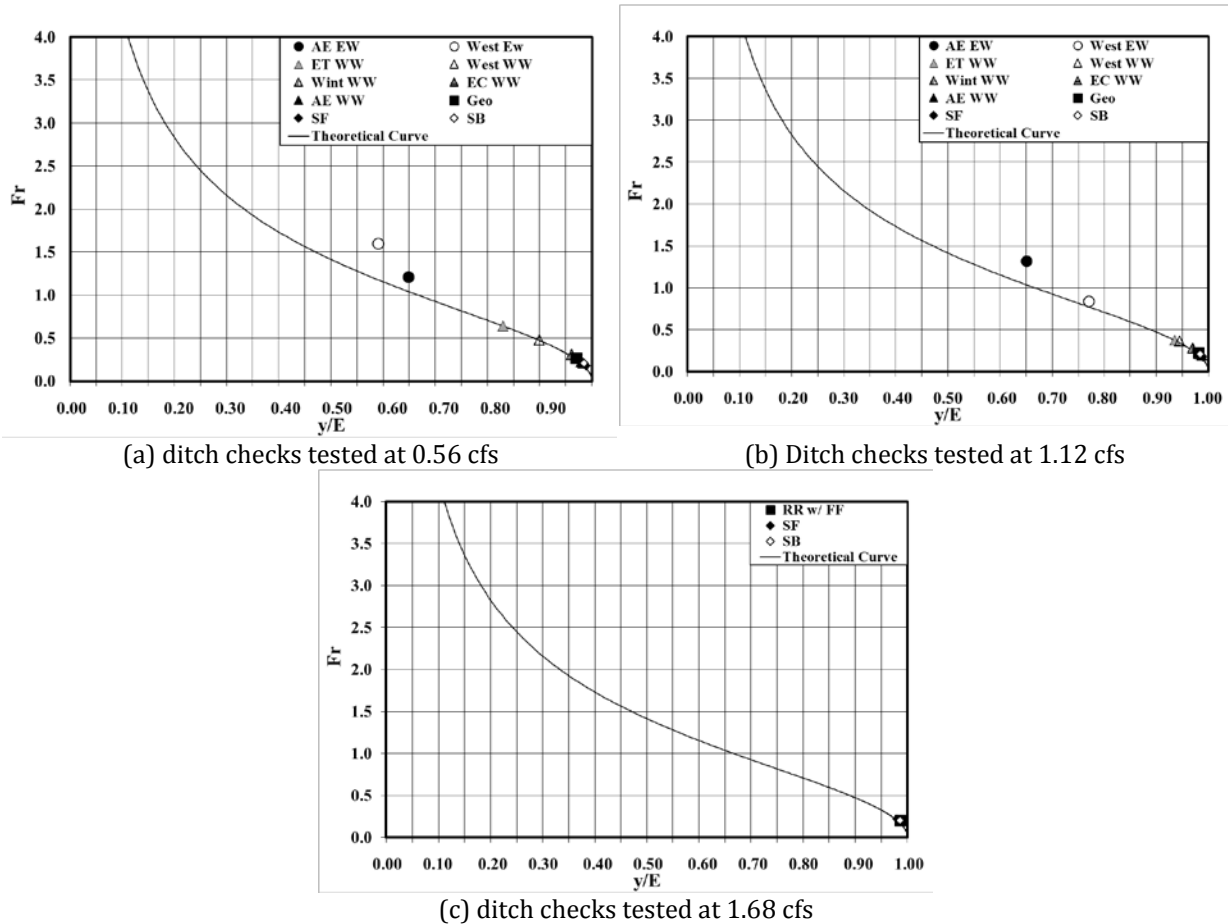 4.0
3.5
3.0
2.5
2.0
1.5
1.0
0.5
0.0
Fr
AE EW West Ew
ET WW West WW
Wint WW EC WW
AE WW Geo
SF SB
Theoretical Curve
0.00 0.10 0.20 0.30 0.40 0.50 0.60 0.70 0.80 0.90
y/E
(a) ditch checks tested at 0.56 cfs
4.0
3.5
3.0
2.5
2.0
1.5
1.0
0.5
0.0
Fr
AE EW West EW
ET WW West WW
Wint WW EC WW
AE WW Geo
SF SB
Theoretical Curve
0.00 0.10 0.20 0.30 0.40 0.50 0.60 0.70 0.80 0.90 1.00
y/E
(b) Ditch checks tested at 1.12 cfs
4.0
3.5
3.0
2.5
2.0
1.5
1.0
0.5
0.0
Fr
RR w/ FF
SF
SB
Theoretical Curve
0.00 0.10 0.20 0.30 0.40 0.50 0.60 0.70 0.80 0.90 1.00
y/E
(c) ditch checks tested at 1.68 cfs